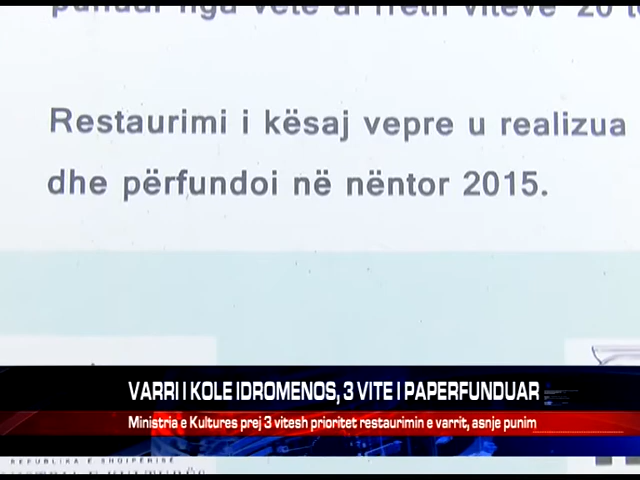 Restaurimi i kësaj vepre u realizua
dhe përfundoi në nëntor 2015.
VARRI I KOLE IDROMENOS, 3 VITE I PAPERFUNDUAR
Ministria e Kultures prej 3 vitesh prioritet restaurimin e varrit, asnje punim
REPUBLIKA E SHQIPERISË